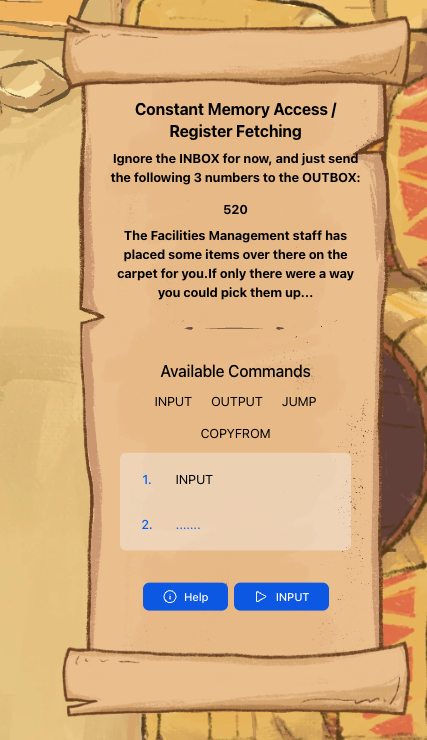 Constant Memory Access /
Register Fetching
Ignore the INBOX for now, and just send
the following 3 numbers to the OUTBOX:
520
The Facilities Management staff has
placed some items over there on the
carpet for you.If only there were a way
you could pick them up...
Available Commands
INPUT OUTPUT JUMP
COPYFROM
1. INPUT
2. .......
Help INPUT